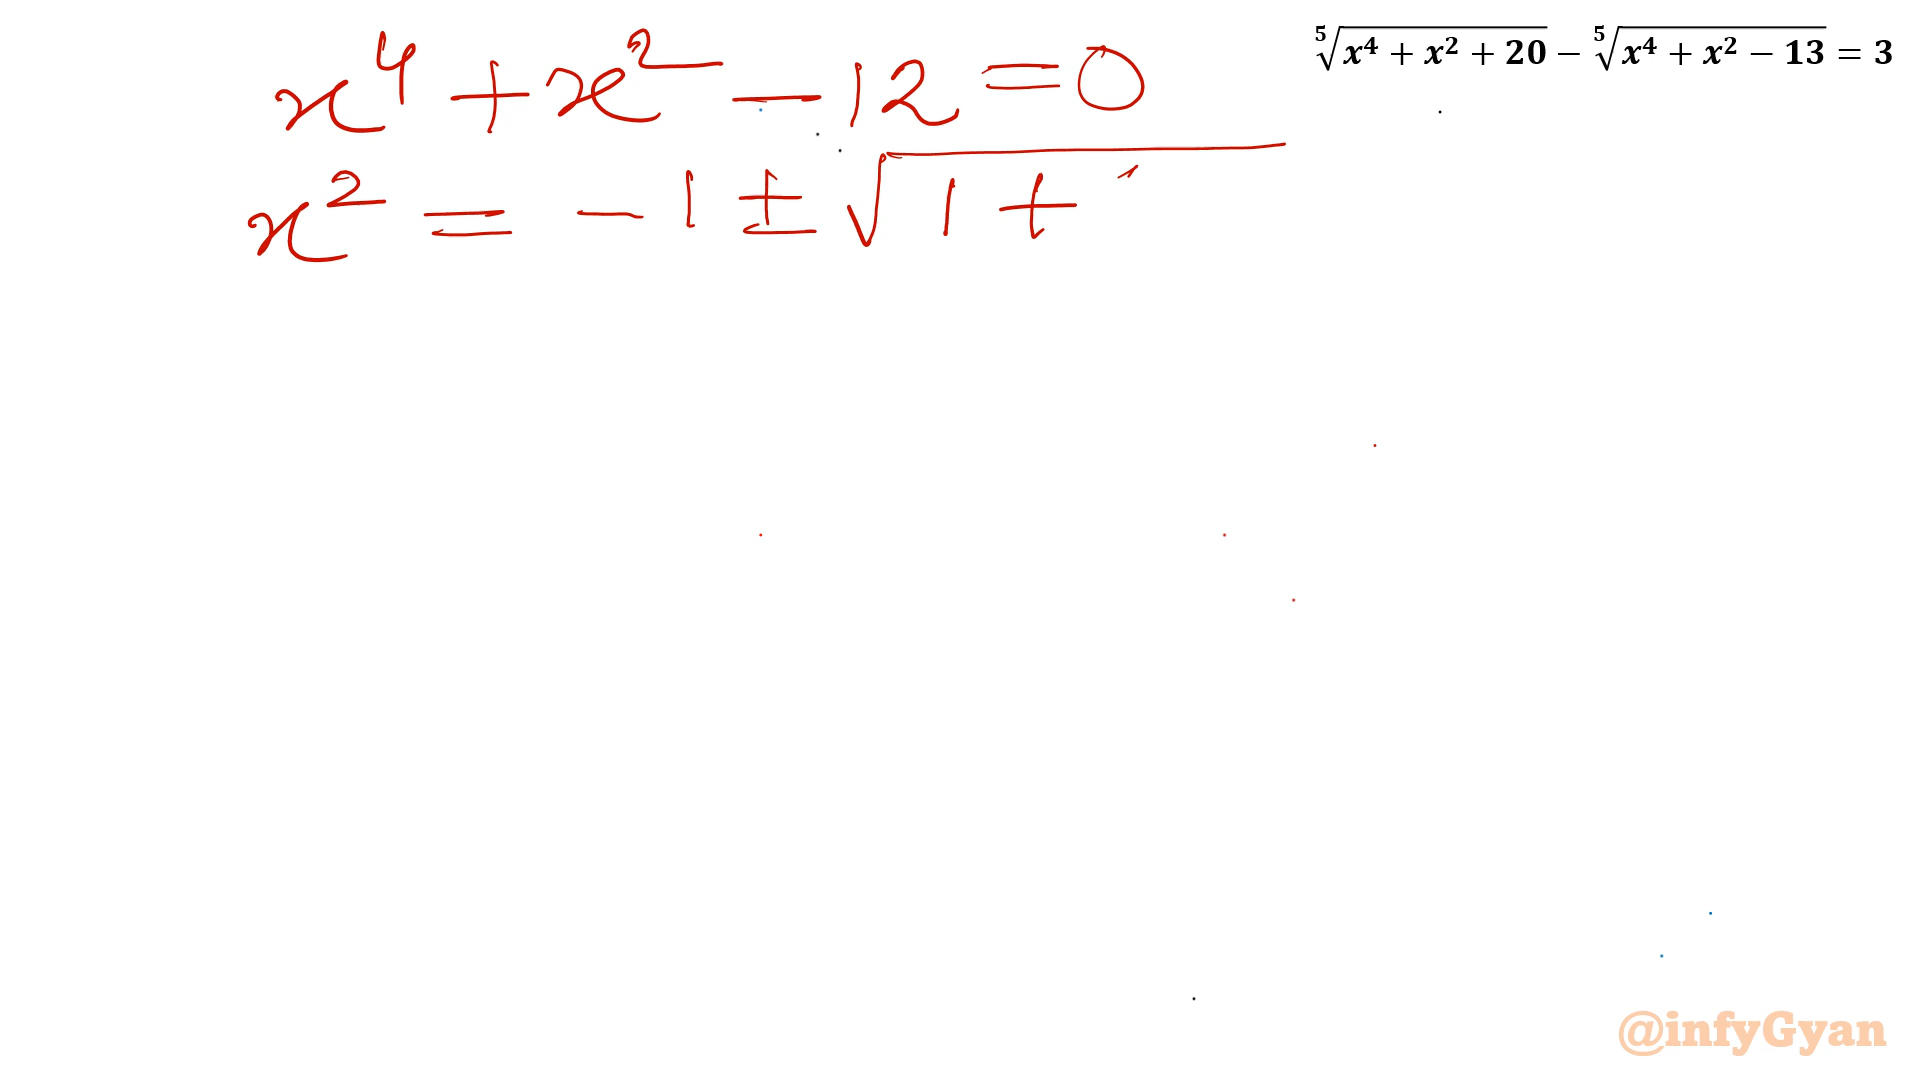 x⁴ + x² − 12 = 0
⁵√(x⁴ + x² + 20) − ⁵√(x⁴ + x² − 13) = 3
x² = − 1 ± √(1 +
@infyGyan